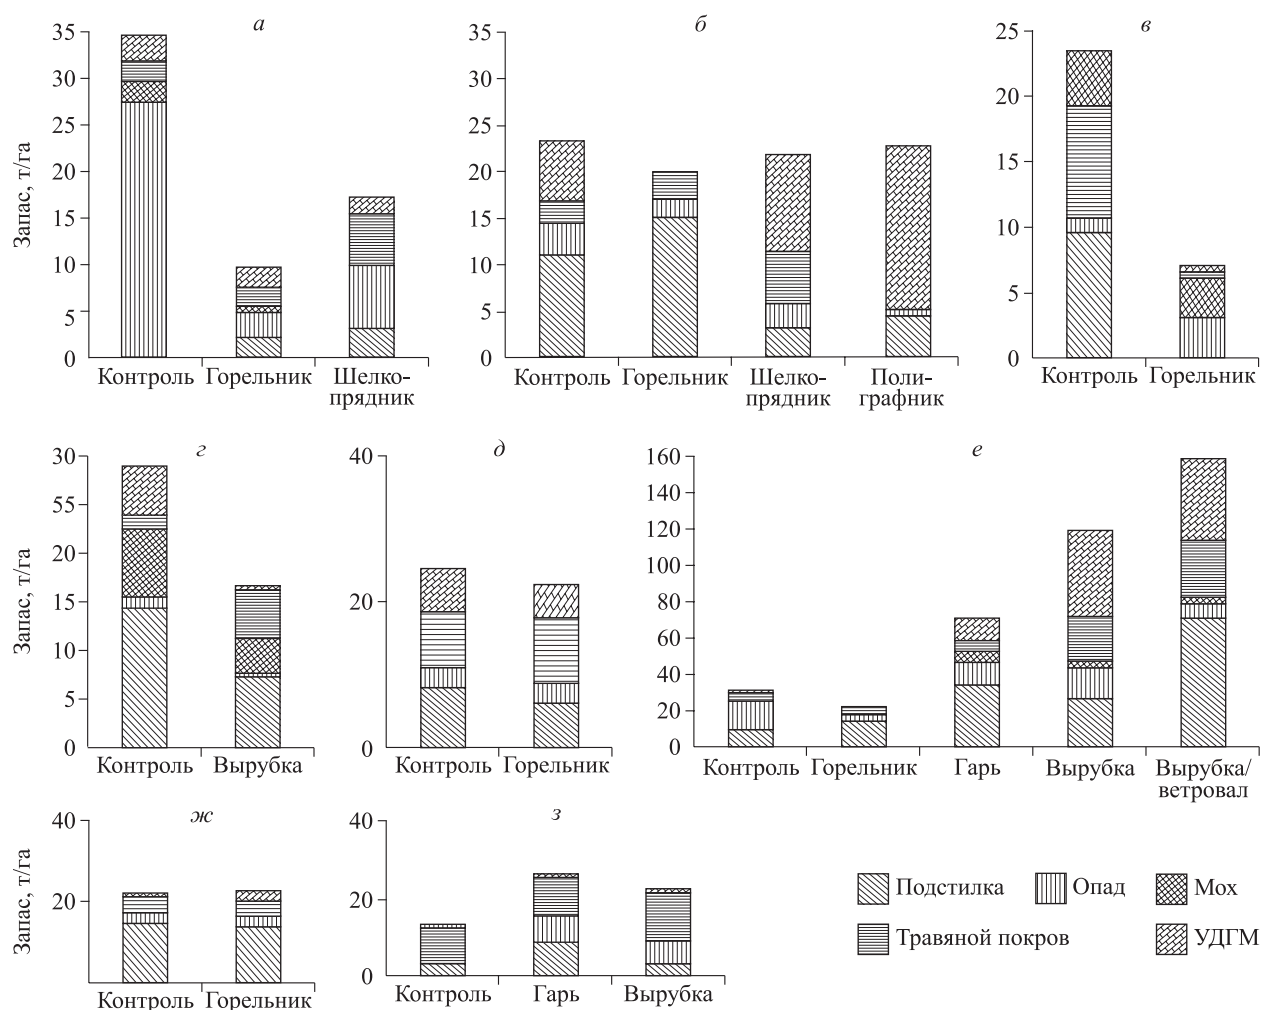 а
б
в
35
30
25
20
15
10
5
0
Запас, т/га
Контроль Горельник Шелко-
прядник
35
30
25
20
15
10
5
0
Контроль Горельник Шелко- Поли-
прядник графник
25
20
15
10
5
0
Контроль Горельник
г
д
е
30
55
20
15
10
5
0
Запас, т/га
Контроль Вырубка
40
20
0
Контроль Горельник
160
140
120
100
80
60
40
20
0
Контроль Горельник Гарь Вырубка Вырубка/
ветровал
ж
з
40
20
Запас, т/га
Контроль Горельник
40
20
0
Контроль Гарь Вырубка
Подстилка Опад Мох
Травяной покров УДГМ